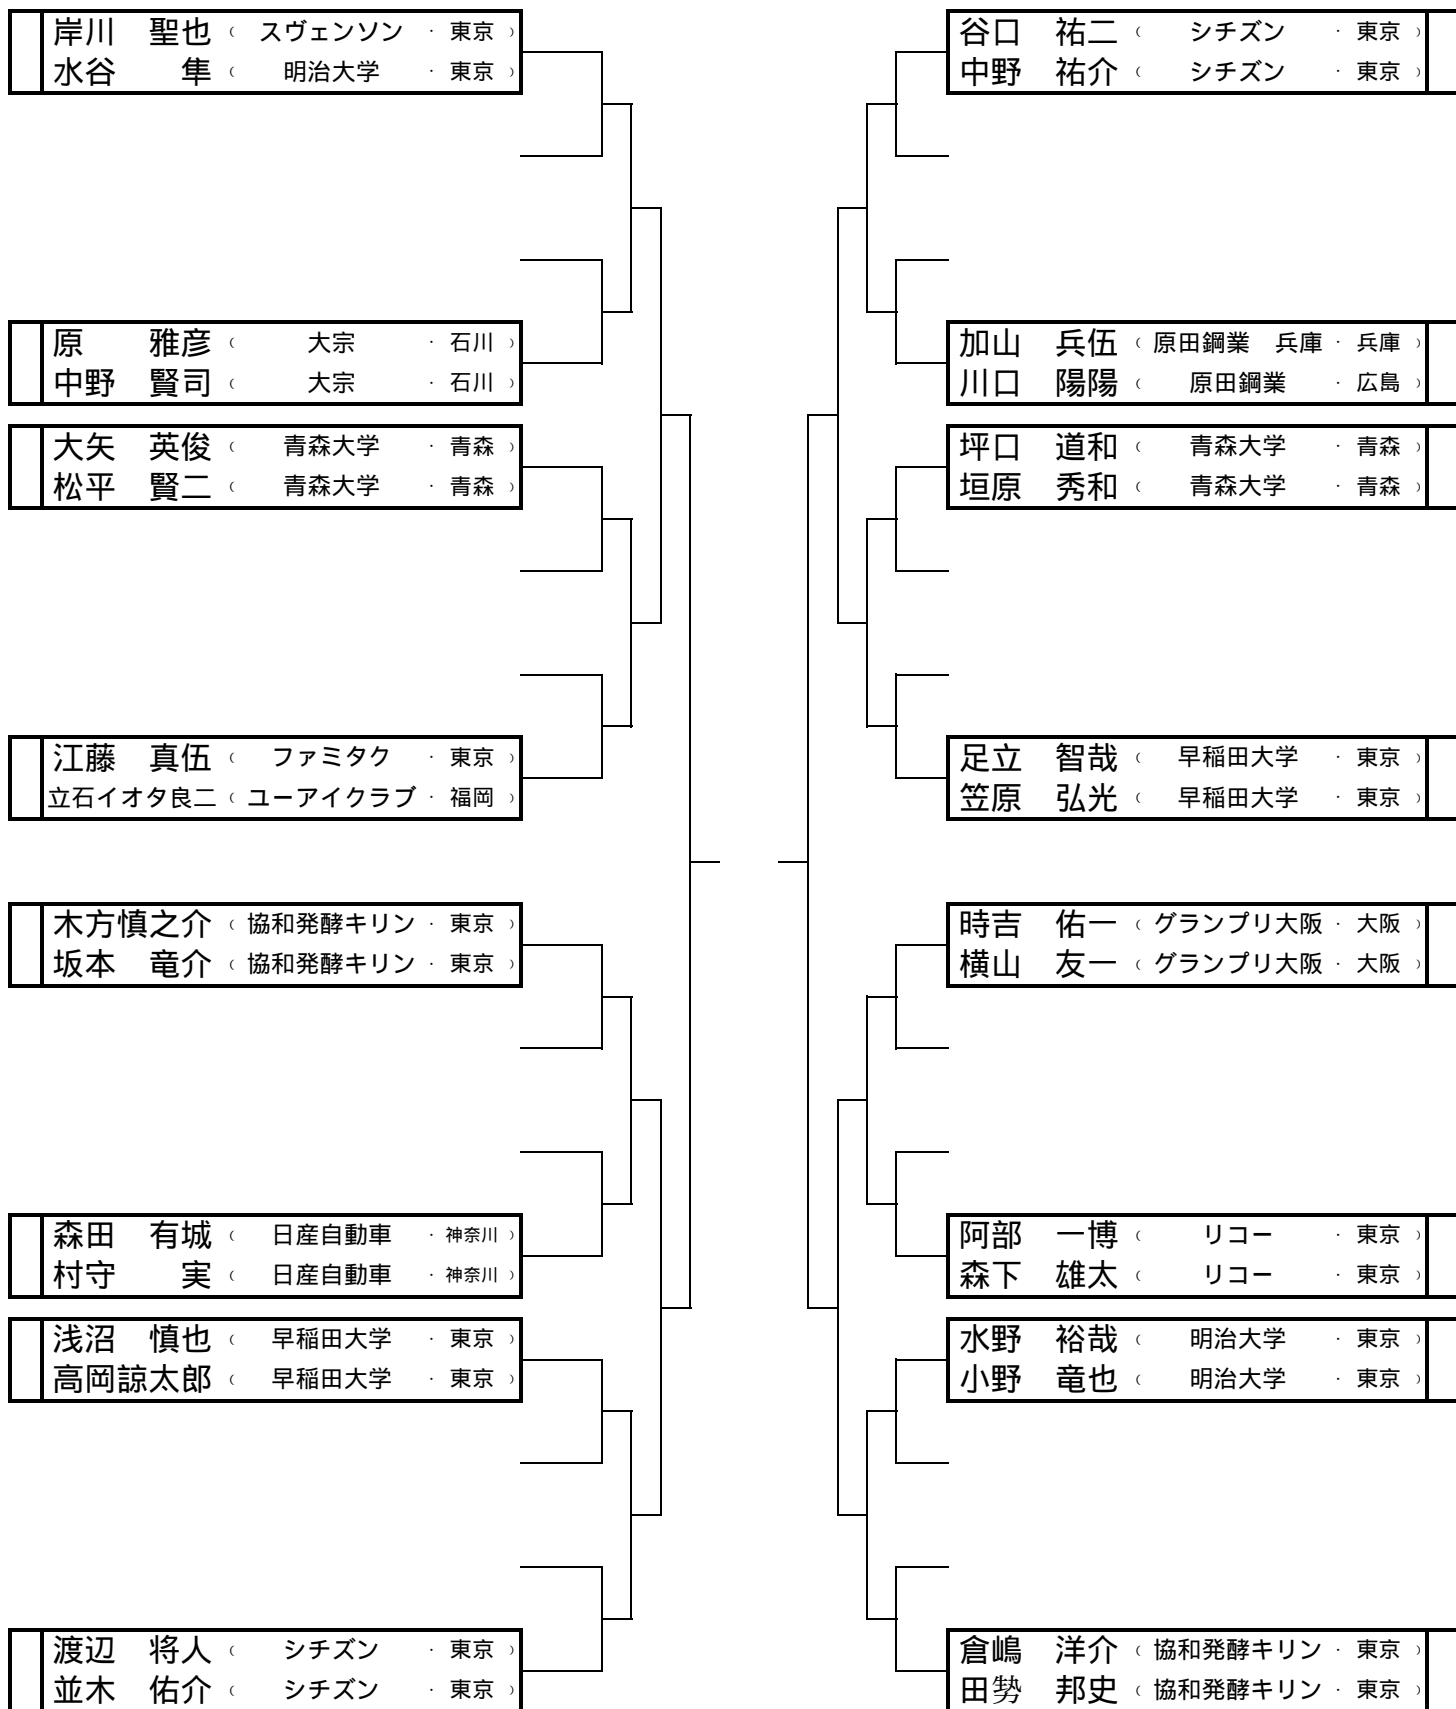 岸川　聖也（　スヴェンソン　・ 東京 ）
水谷　　隼（　明治大学　・ 東京 ）
原　　雅彦（　大宗　・ 石川 ）
中野　賢司（　大宗　・ 石川 ）
大矢　英俊（　青森大学　・ 青森 ）
松平　賢二（　青森大学　・ 青森 ）
江藤　真伍（　ファミタク　・ 東京 ）
立石イオタ良二（ ユーアイクラブ ・ 福岡 ）
木方慎之介（ 協和発酵キリン ・ 東京 ）
坂本　竜介（ 協和発酵キリン ・ 東京 ）
森田　有城（　日産自動車　・ 神奈川 ）
村守　　実（　日産自動車　・ 神奈川 ）
浅沼　慎也（　早稲田大学　・ 東京 ）
高岡諒太郎（　早稲田大学　・ 東京 ）
渡辺　将人（　シチズン　・ 東京 ）
並木　佑介（　シチズン　・ 東京 ）
谷口　祐二（　シチズン　・ 東京 ）
中野　祐介（　シチズン　・ 東京 ）
加山　兵伍（ 原田鋼業　兵庫 ・ 兵庫 ）
川口　陽陽（　原田鋼業　・ 広島 ）
坪口　道和（　青森大学　・ 青森 ）
垣原　秀和（　青森大学　・ 青森 ）
足立　智哉（　早稲田大学　・ 東京 ）
笠原　弘光（　早稲田大学　・ 東京 ）
時吉　佑一（ グランプリ大阪 ・ 大阪 ）
横山　友一（ グランプリ大阪 ・ 大阪 ）
阿部　一博（　リコー　・ 東京 ）
森下　雄太（　リコー　・ 東京 ）
水野　裕哉（　明治大学　・ 東京 ）
小野　竜也（　明治大学　・ 東京 ）
倉嶋　洋介（ 協和発酵キリン ・ 東京 ）
田㔟　邦史（ 協和発酵キリン ・ 東京 ）